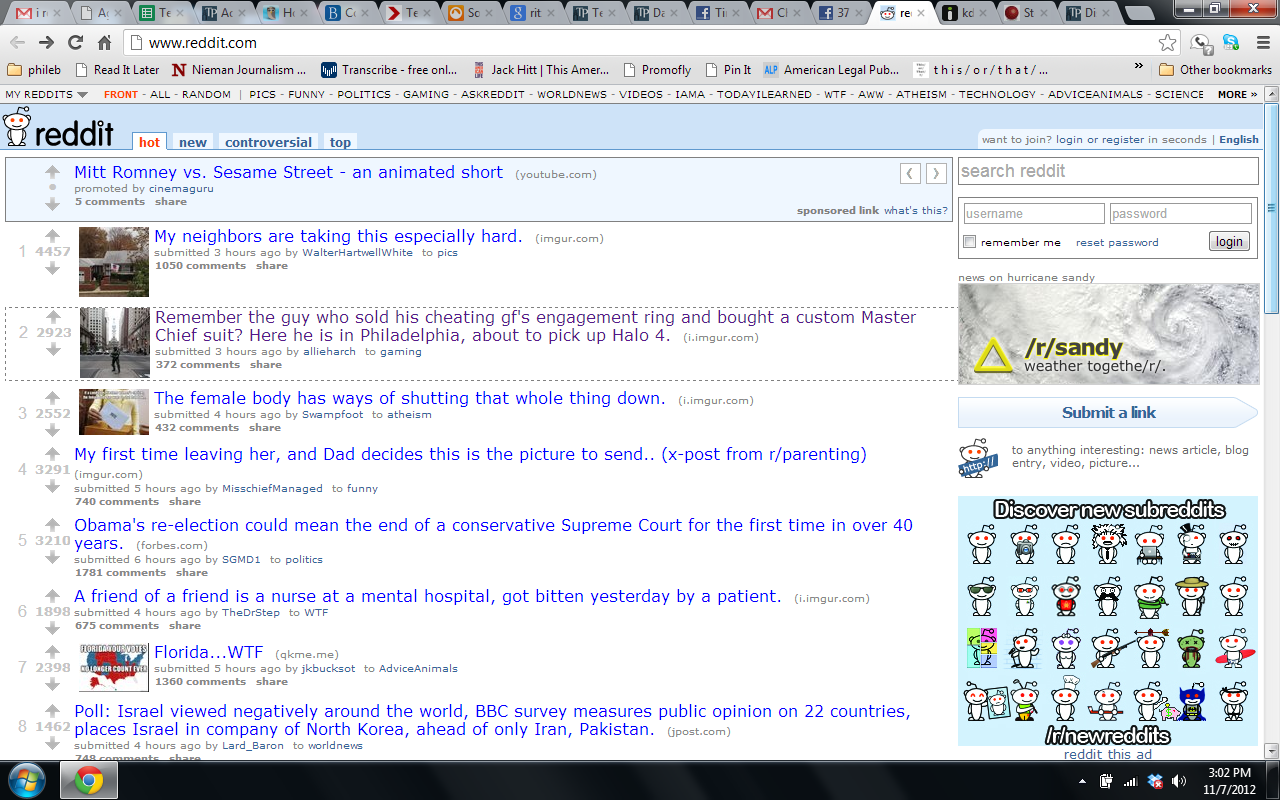 i re
Ag
Te
Ac
Ho
Co
Te
So
rit
Te
Da
Tir
Ch
37
re
kd
St
Di
www.reddit.com
phileb
Read It Later
Nieman Journalism ...
Transcribe - free onl...
Jack Hitt | This Amer...
Promofly
Pin It
ALP American Legal Pub...
t h i s / o r / t h a t / ...
»
Other bookmarks
MY REDDITS FRONT - ALL - RANDOM | PICS - FUNNY - POLITICS - GAMING - ASKREDDIT - WORLDNEWS - VIDEOS - IAMA - TODAYILEARNED - WTF - AWW - ATHEISM - TECHNOLOGY - ADVICEANIMALS - SCIENCE MORE »
reddit hot new controversial top
want to join? login or register in seconds | English
Mitt Romney vs. Sesame Street - an animated short (youtube.com)
promoted by cinemaguru
5 comments share
sponsored link what's this?
1 4457
My neighbors are taking this especially hard. (imgur.com)
submitted 3 hours ago by WalterHartwellWhite to pics
1050 comments share
2 2923
Remember the guy who sold his cheating gf's engagement ring and bought a custom Master
Chief suit? Here he is in Philadelphia, about to pick up Halo 4. (i.imgur.com)
submitted 3 hours ago by allieharch to gaming
372 comments share
3 2552
The female body has ways of shutting that whole thing down. (i.imgur.com)
submitted 4 hours ago by Swampfoot to atheism
432 comments share
4 3291
My first time leaving her, and Dad decides this is the picture to send.. (x-post from r/parenting)
(imgur.com)
submitted 5 hours ago by MisschiefManaged to funny
740 comments share
5 3210
Obama's re-election could mean the end of a conservative Supreme Court for the first time in over 40
years. (forbes.com)
submitted 6 hours ago by SGMD1 to politics
1781 comments share
6 1898
A friend of a friend is a nurse at a mental hospital, got bitten yesterday by a patient. (i.imgur.com)
submitted 4 hours ago by TheDrStep to WTF
675 comments share
7 2398
FLORIDA YOUR VOTES
NO LONGER COUNT EVER
Florida...WTF (qkme.me)
submitted 5 hours ago by jkbucksot to AdviceAnimals
1360 comments share
8 1462
Poll: Israel viewed negatively around the world, BBC survey measures public opinion on 22 countries,
places Israel in company of North Korea, ahead of only Iran, Pakistan. (jpost.com)
submitted 4 hours ago by Lard_Baron to worldnews
748 comments share
search reddit
username password
remember me reset password login
news on hurricane sandy
/r/sandy
weather togethe/r/.
Submit a link
http://
to anything interesting: news article, blog
entry, video, picture...
Discover new subreddits
/r/newreddits
reddit this ad
3:02 PM
11/7/2012